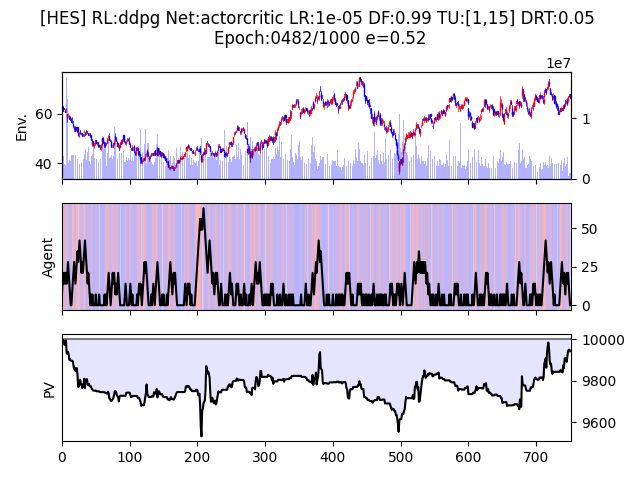 [HES] RL:ddpg Net:actorcritic LR:1e-05 DF:0.99 TU:[1,15] DRT:0.05
Epoch:0482/1000 e=0.52
1e7
Env.
60
40
1
0
Agent
50
25
0
PV
10000
9800
9600
0 100 200 300 400 500 600 700